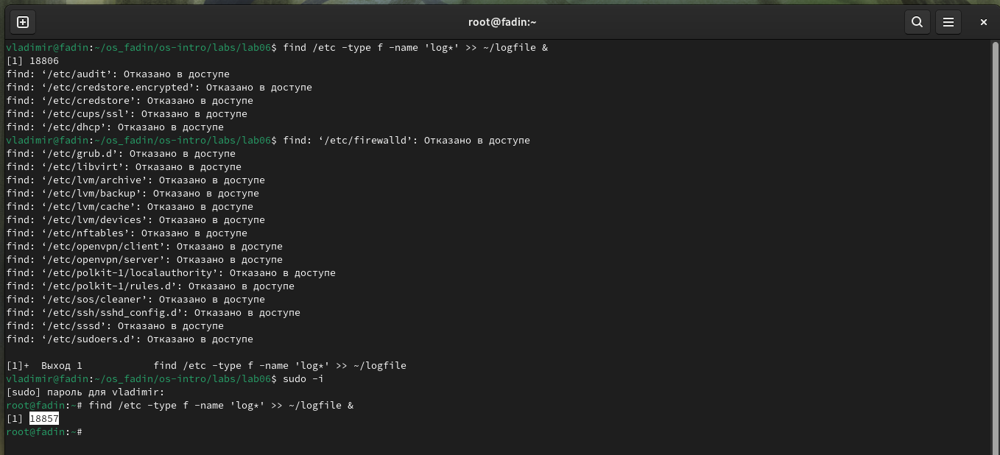 root@fadin:~
vladimir@fadin:~/os_fadin/os-intro/labs/lab06$ find /etc -type f -name 'log*' >> ~/logfile &
[1] 18806
find: ‘/etc/audit’: Отказано в доступе
find: ‘/etc/credstore.encrypted’: Отказано в доступе
find: ‘/etc/credstore’: Отказано в доступе
find: ‘/etc/cups/ssl’: Отказано в доступе
find: ‘/etc/dhcp’: Отказано в доступе
vladimir@fadin:~/os_fadin/os-intro/labs/lab06$ find: ‘/etc/firewalld’: Отказано в доступе
find: ‘/etc/grub.d’: Отказано в доступе
find: ‘/etc/libvirt’: Отказано в доступе
find: ‘/etc/lvm/archive’: Отказано в доступе
find: ‘/etc/lvm/backup’: Отказано в доступе
find: ‘/etc/lvm/cache’: Отказано в доступе
find: ‘/etc/lvm/devices’: Отказано в доступе
find: ‘/etc/nftables’: Отказано в доступе
find: ‘/etc/openvpn/client’: Отказано в доступе
find: ‘/etc/openvpn/server’: Отказано в доступе
find: ‘/etc/polkit-1/localauthority’: Отказано в доступе
find: ‘/etc/polkit-1/rules.d’: Отказано в доступе
find: ‘/etc/sos/cleaner’: Отказано в доступе
find: ‘/etc/ssh/sshd_config.d’: Отказано в доступе
find: ‘/etc/sssd’: Отказано в доступе
find: ‘/etc/sudoers.d’: Отказано в доступе
[1]+  Выход 1            find /etc -type f -name 'log*' >> ~/logfile
vladimir@fadin:~/os_fadin/os-intro/labs/lab06$ sudo -i
[sudo] пароль для vladimir:
root@fadin:~# find /etc -type f -name 'log*' >> ~/logfile &
[1] 18857
root@fadin:~#